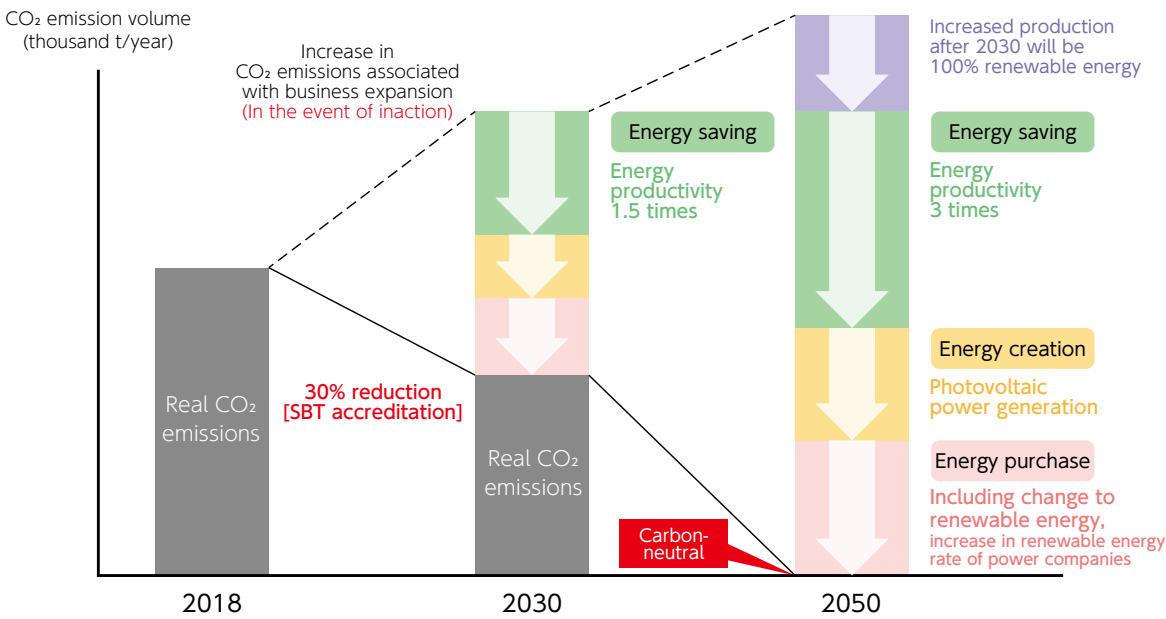 CO₂ emission volume
(thousand t/year)
Increase in
CO₂ emissions associated
with business expansion
(In the event of inaction)
Real CO₂
emissions
30% reduction
[SBT accreditation]
Energy saving
Energy
productivity
1.5 times
Real CO₂
emissions
Carbon-
neutral
Increased production
after 2030 will be
100% renewable energy
Energy saving
Energy
productivity
3 times
Energy creation
Photovoltaic
power generation
Energy purchase
Including change to
renewable energy,
increase in renewable energy
rate of power companies
2018
2030
2050